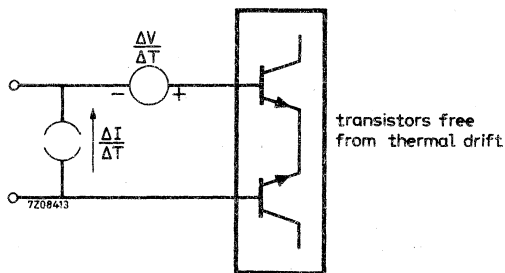 ΔV
ΔT
- +
ΔI
ΔT
transistors free
from thermal drift
7Z08413